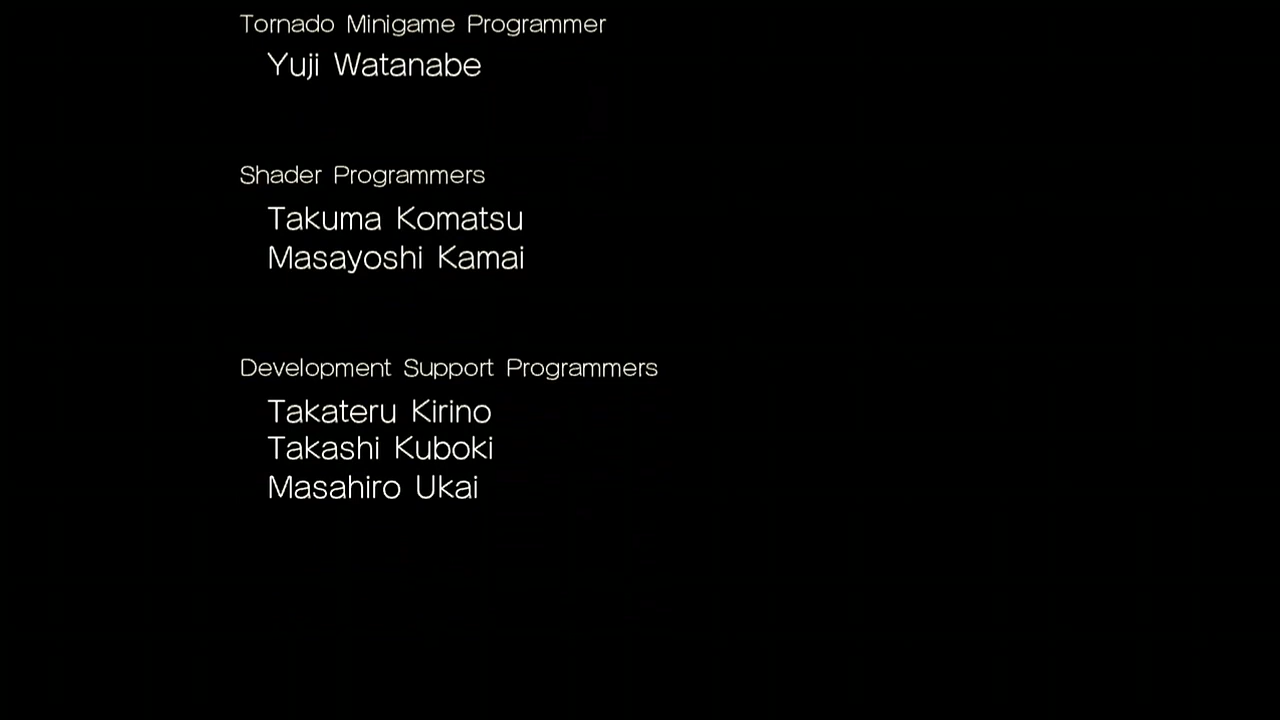 Tornado Minigame Programmer
Yuji Watanabe
Shader Programmers
Takuma Komatsu
Masayoshi Kamai
Development Support Programmers
Takateru Kirino
Takashi Kuboki
Masahiro Ukai